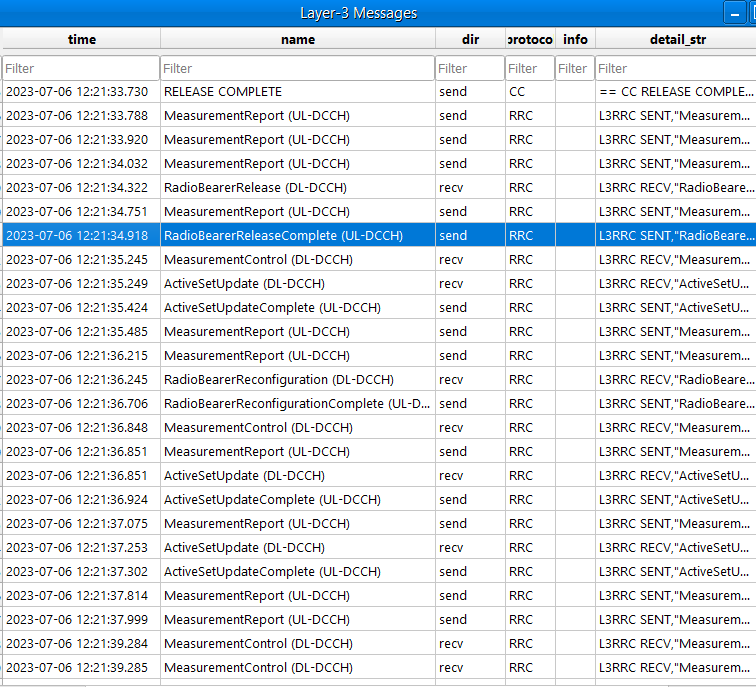 Layer-3 Messages
time name dir protoco info detail_str
Filter Filter Filter Filter Filter Filter
2023-07-06 12:21:33.730 RELEASE COMPLETE send CC == CC RELEASE COMPLE...
2023-07-06 12:21:33.788 MeasurementReport (UL-DCCH) send RRC L3RRC SENT,"Measurem...
2023-07-06 12:21:33.920 MeasurementReport (UL-DCCH) send RRC L3RRC SENT,"Measurem...
2023-07-06 12:21:34.032 MeasurementReport (UL-DCCH) send RRC L3RRC SENT,"Measurem...
2023-07-06 12:21:34.322 RadioBearerRelease (DL-DCCH) recv RRC L3RRC RECV,"RadioBeare...
2023-07-06 12:21:34.751 MeasurementReport (UL-DCCH) send RRC L3RRC SENT,"Measurem...
2023-07-06 12:21:34.918 RadioBearerReleaseComplete (UL-DCCH) send RRC L3RRC SENT,"RadioBeare...
2023-07-06 12:21:35.245 MeasurementControl (DL-DCCH) recv RRC L3RRC RECV,"Measurem...
2023-07-06 12:21:35.249 ActiveSetUpdate (DL-DCCH) recv RRC L3RRC RECV,"ActiveSetU...
2023-07-06 12:21:35.424 ActiveSetUpdateComplete (UL-DCCH) send RRC L3RRC SENT,"ActiveSetU...
2023-07-06 12:21:35.485 MeasurementReport (UL-DCCH) send RRC L3RRC SENT,"Measurem...
2023-07-06 12:21:36.215 MeasurementReport (UL-DCCH) send RRC L3RRC SENT,"Measurem...
2023-07-06 12:21:36.245 RadioBearerReconfiguration (DL-DCCH) recv RRC L3RRC RECV,"RadioBeare...
2023-07-06 12:21:36.706 RadioBearerReconfigurationComplete (UL-D... send RRC L3RRC SENT,"RadioBeare...
2023-07-06 12:21:36.848 MeasurementControl (DL-DCCH) recv RRC L3RRC RECV,"Measurem...
2023-07-06 12:21:36.851 MeasurementReport (UL-DCCH) send RRC L3RRC SENT,"Measurem...
2023-07-06 12:21:36.851 ActiveSetUpdate (DL-DCCH) recv RRC L3RRC RECV,"ActiveSetU...
2023-07-06 12:21:36.924 ActiveSetUpdateComplete (UL-DCCH) send RRC L3RRC SENT,"ActiveSetU...
2023-07-06 12:21:37.075 MeasurementReport (UL-DCCH) send RRC L3RRC SENT,"Measurem...
2023-07-06 12:21:37.253 ActiveSetUpdate (DL-DCCH) recv RRC L3RRC RECV,"ActiveSetU...
2023-07-06 12:21:37.302 ActiveSetUpdateComplete (UL-DCCH) send RRC L3RRC SENT,"ActiveSetU...
2023-07-06 12:21:37.814 MeasurementReport (UL-DCCH) send RRC L3RRC SENT,"Measurem...
2023-07-06 12:21:37.999 MeasurementReport (UL-DCCH) send RRC L3RRC SENT,"Measurem...
2023-07-06 12:21:39.284 MeasurementControl (DL-DCCH) recv RRC L3RRC RECV,"Measurem...
2023-07-06 12:21:39.285 MeasurementControl (DL-DCCH) recv RRC L3RRC RECV,"Measurem...